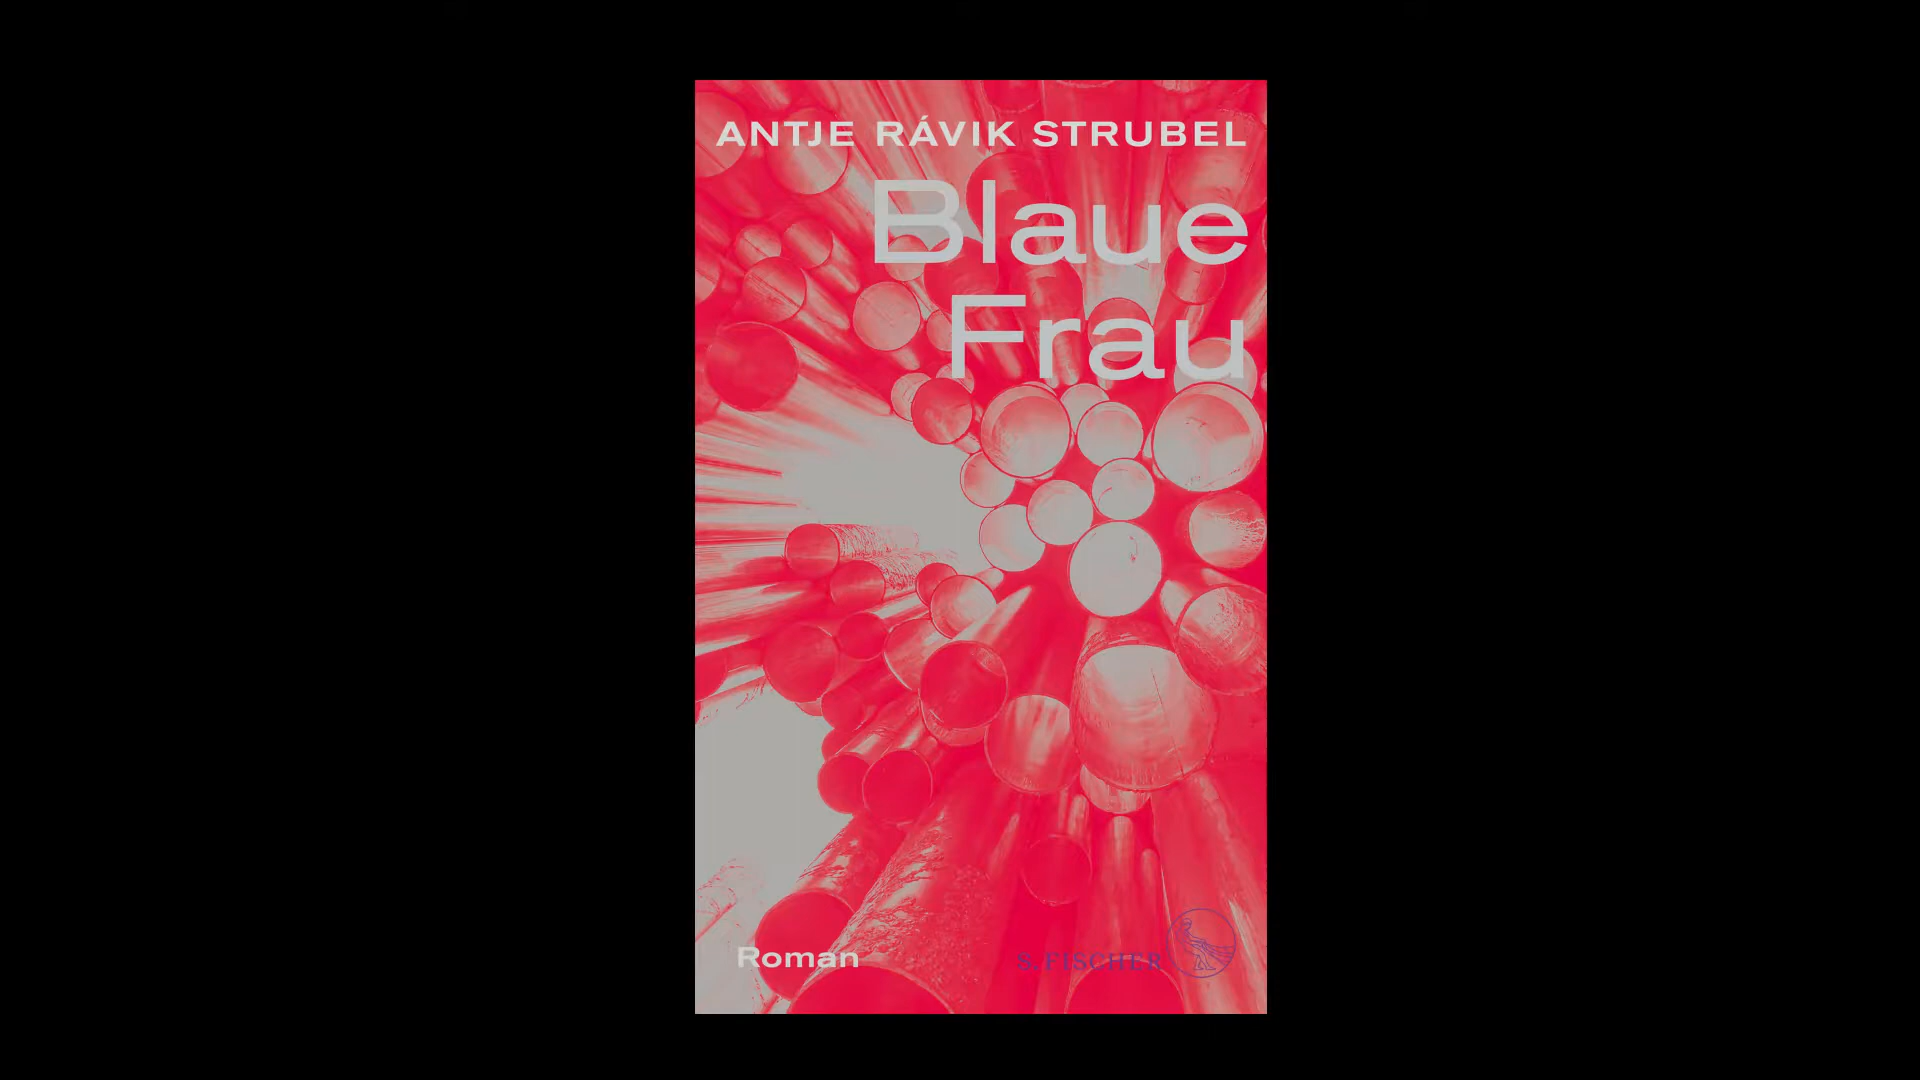 ANTJE RÁVIK STRUBEL
Blaue
Frau
Roman
S. FISCHER